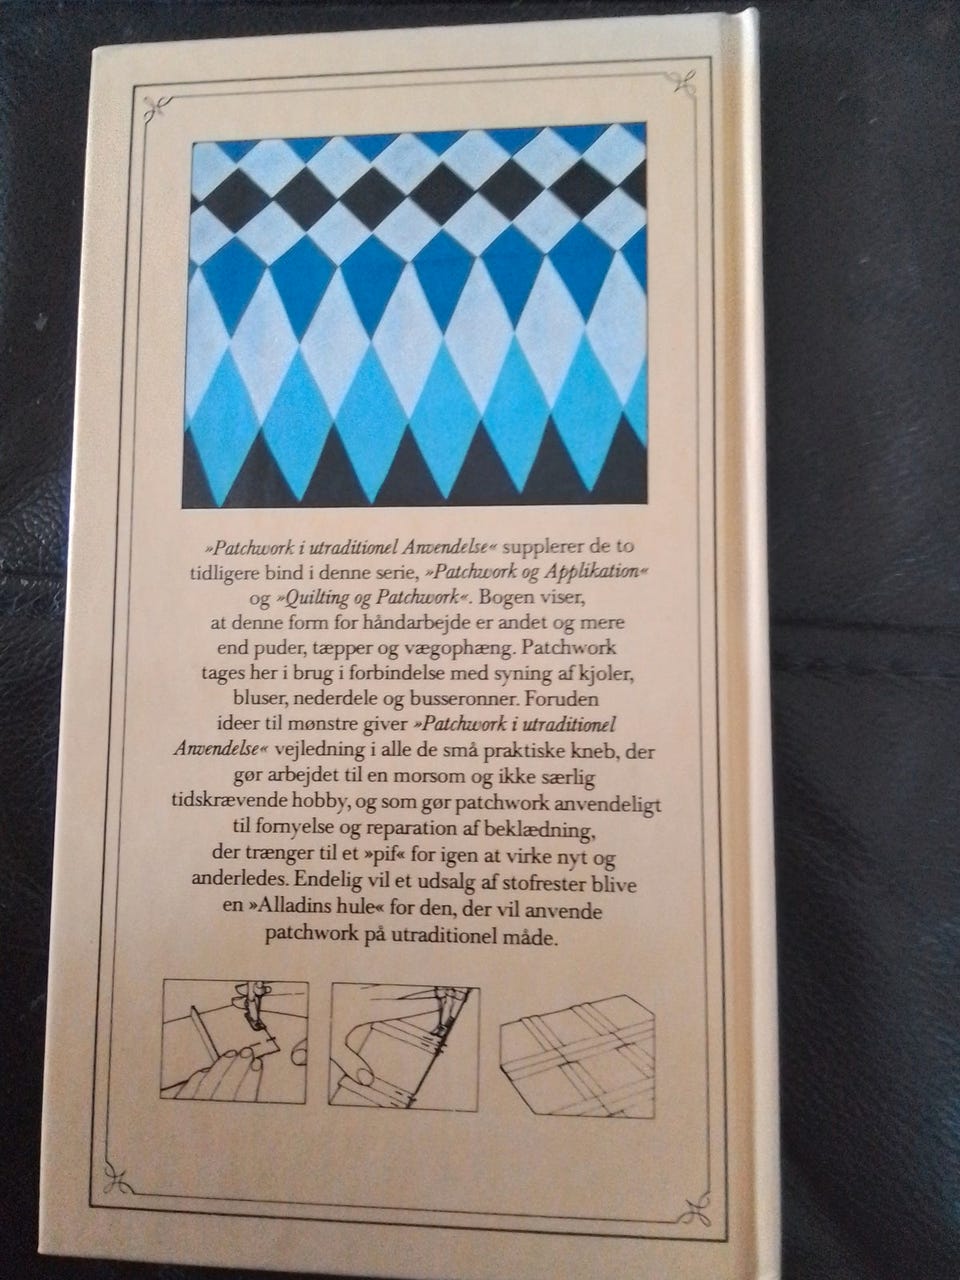 »Patchwork i utraditionel Anvendelse« supplerer de to
tidligere bind i denne serie, »Patchwork og Applikation«
og »Quilting og Patchwork«. Bogen viser,
at denne form for håndarbejde er andet og mere
end puder, tæpper og vægophæng. Patchwork
tages her i brug i forbindelse med syning af kjoler,
bluser, nederdele og busseronner. Foruden
ideer til mønstre giver »Patchwork i utraditionel
Anvendelse« vejledning i alle de små praktiske kneb, der
gør arbejdet til en morsom og ikke særlig
tidskrævende hobby, og som gør patchwork anvendeligt
til fornyelse og reparation af beklædning,
der trænger til et »pif« for igen at virke nyt og
anderledes. Endelig vil et udsalg af stofrester blive
en »Alladins hule« for den, der vil anvende
patchwork på utraditionel måde.